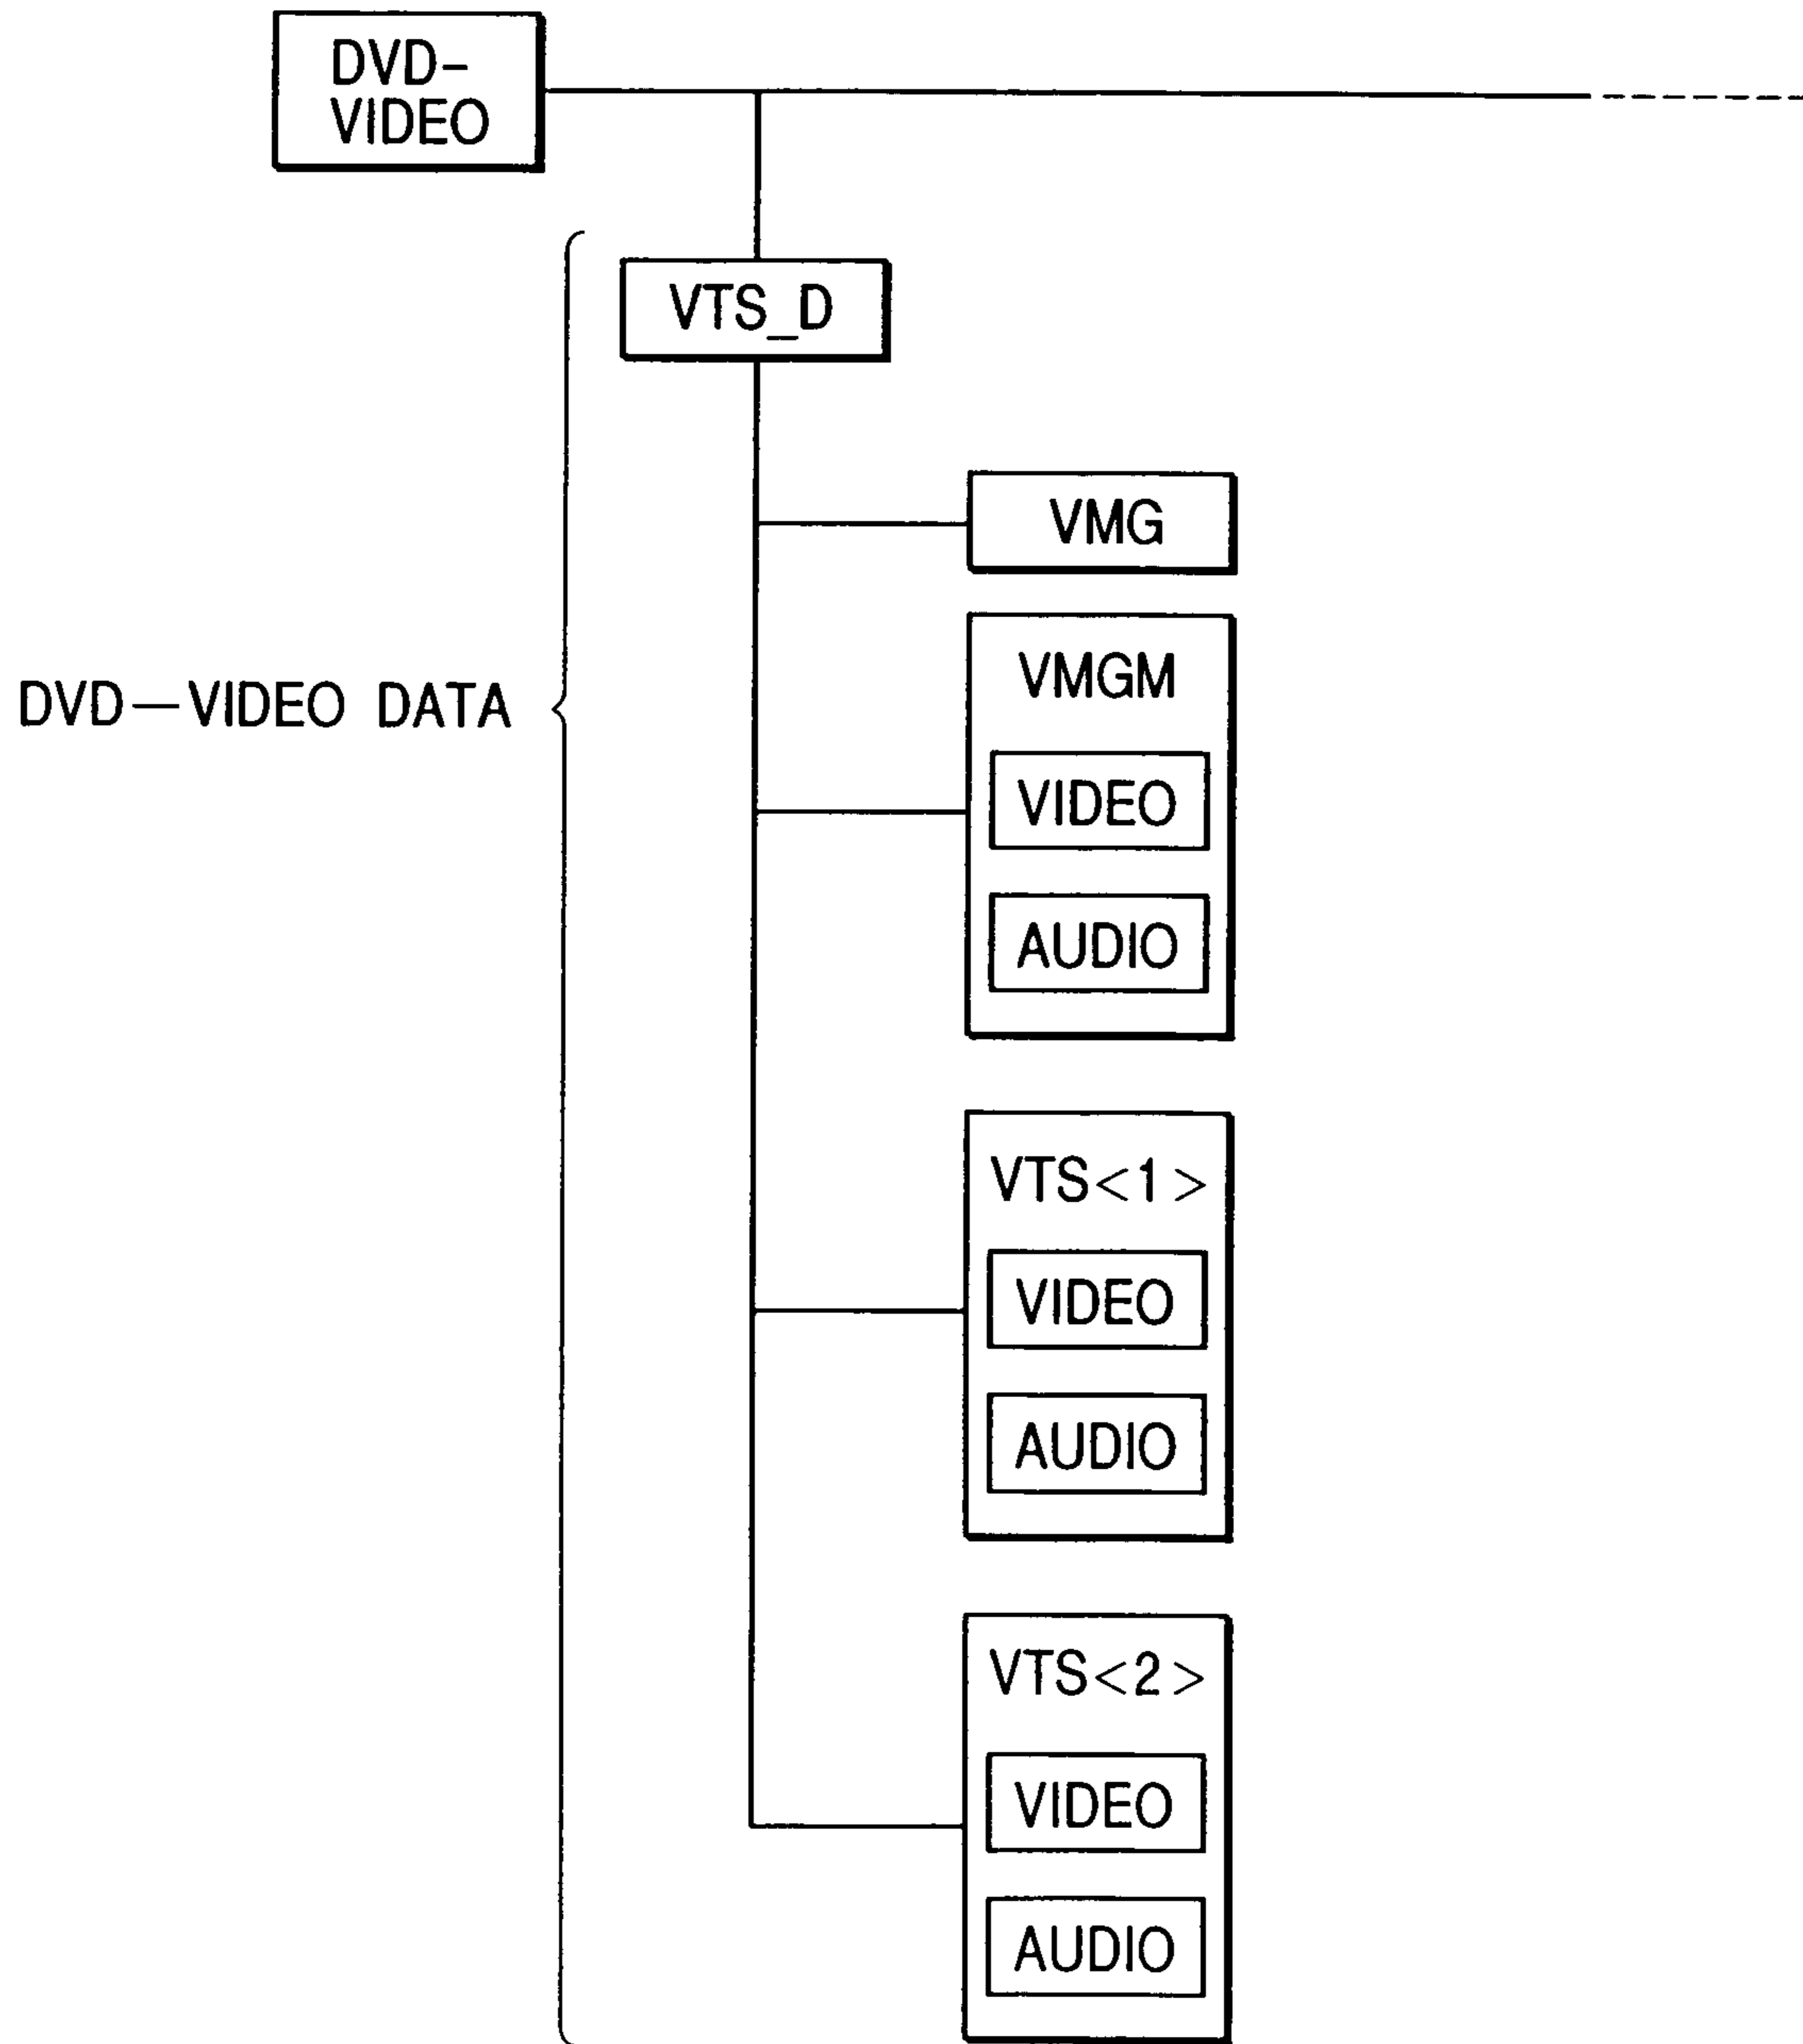 DVD-
VIDEO
VTS_D
VMG
DVD—VIDEO DATA
VMGM
VIDEO
AUDIO
VTS<1>
VIDEO
AUDIO
VTS<2>
VIDEO
AUDIO